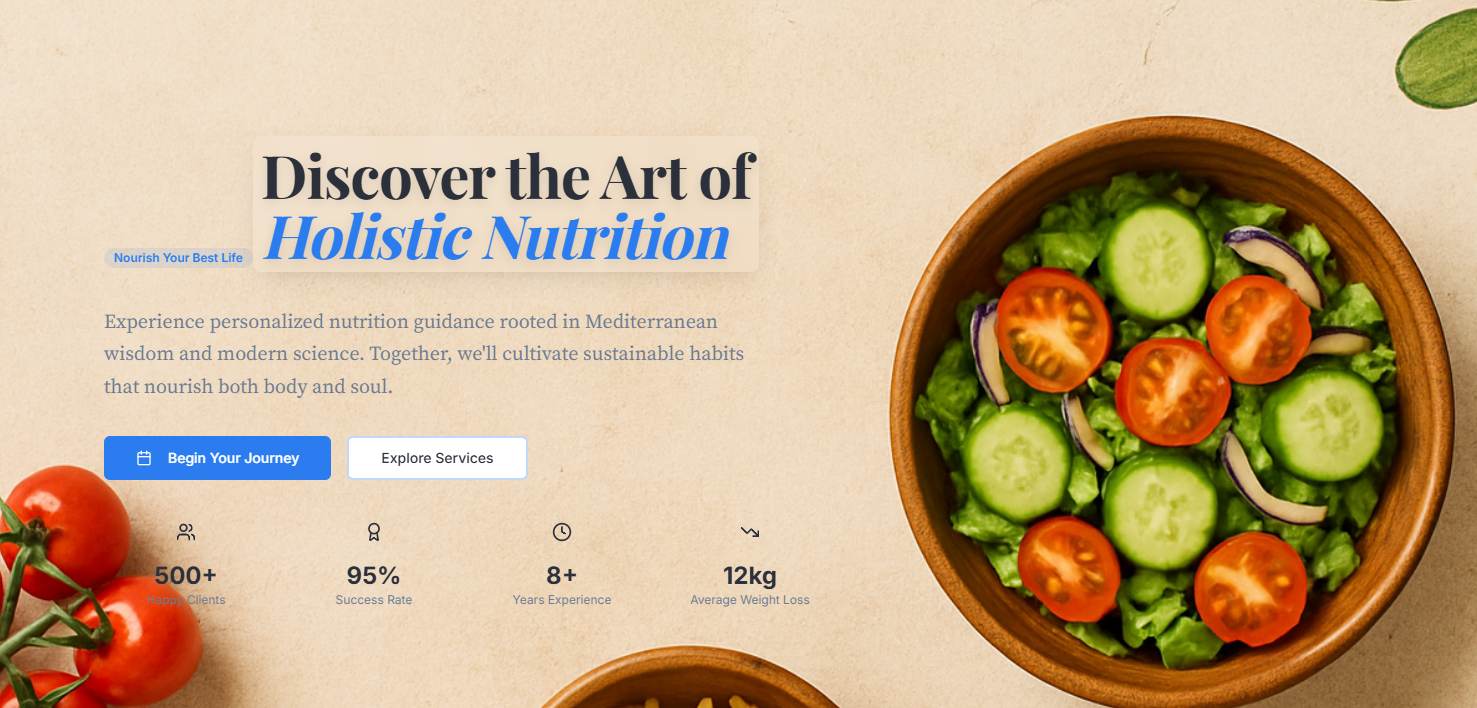 Discover the Art of
Holistic Nutrition
Nourish Your Best Life
Experience personalized nutrition guidance rooted in Mediterranean
wisdom and modern science. Together, we'll cultivate sustainable habits
that nourish both body and soul.
Begin Your Journey
Explore Services
500+
95%
8+
12kg
Happy Clients
Success Rate
Years Experience
Average Weight Loss